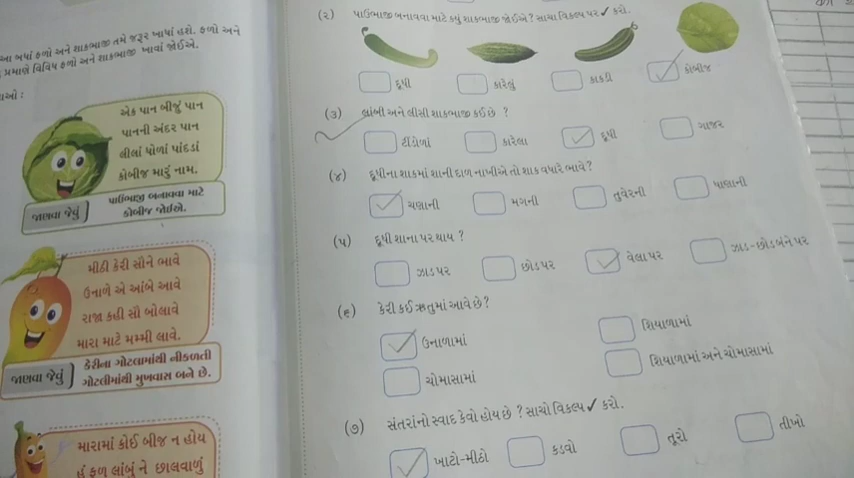 આ બધાં ફળો અને શાકભાજી તમે જરૂર ખાધાં હશે. ફળો અને
પ્રમાણે વિવિધ ફળો અને શાકભાજી ખાવાં જોઈએ.
એક પાન બીજું પાન
પાનની અંદર પાન
લીલાં ધોળાં પાંદડાં
કોબીજ મારું નામ.
જાણવા જેવું
પાઉંભાજી બનાવવા માટે
કોબીજ જોઈએ.
મીઠી કેરી સૌને ભાવે
ઉનાળે એ આંબે આવે
રાજા કહી સૌ બોલાવે
મારા માટે મમ્મી લાવે.
જાણવા જેવું
કેરીના ગોટલામાંથી નીકળતી
ગોટલીમાંથી મુખવાસ બને છે.
મારામાં કોઈ બીજ ન હોય
હું ફળ લાંબું ને છાલવાળું
(૨) પાઉંભાજી બનાવવા માટે કયું શાકભાજી જોઈએ? સાચા વિકલ્પ પર ✓ કરો.
દૂધી કારેલું કાકડી કોબીજ
(૩) લાંબી અને લીસી શાકભાજી કઈ છે ?
ટીંડોળાં કારેલા દૂધી ગાજર
(૪) દૂધીના શાકમાં શાની દાળ નાખીએ તો શાક વધારે ભાવે?
ચણાની મગની તુવેરની
(૫) દૂધી શાના પર થાય ?
ઝાડ પર છોડ પર વેલા પર ઝાડ-છોડ બંને પર
(૬) કેરી કઈ ઋતુમાં આવે છે?
ઉનાળામાં શિયાળામાં
ચોમાસામાં શિયાળામાં અને ચોમાસામાં
(૭) સંતરાંનો સ્વાદ કેવો હોય છે ? સાચો વિકલ્પ ✓ કરો.
ખાટો-મીઠો કડવો તૂરો તીખો